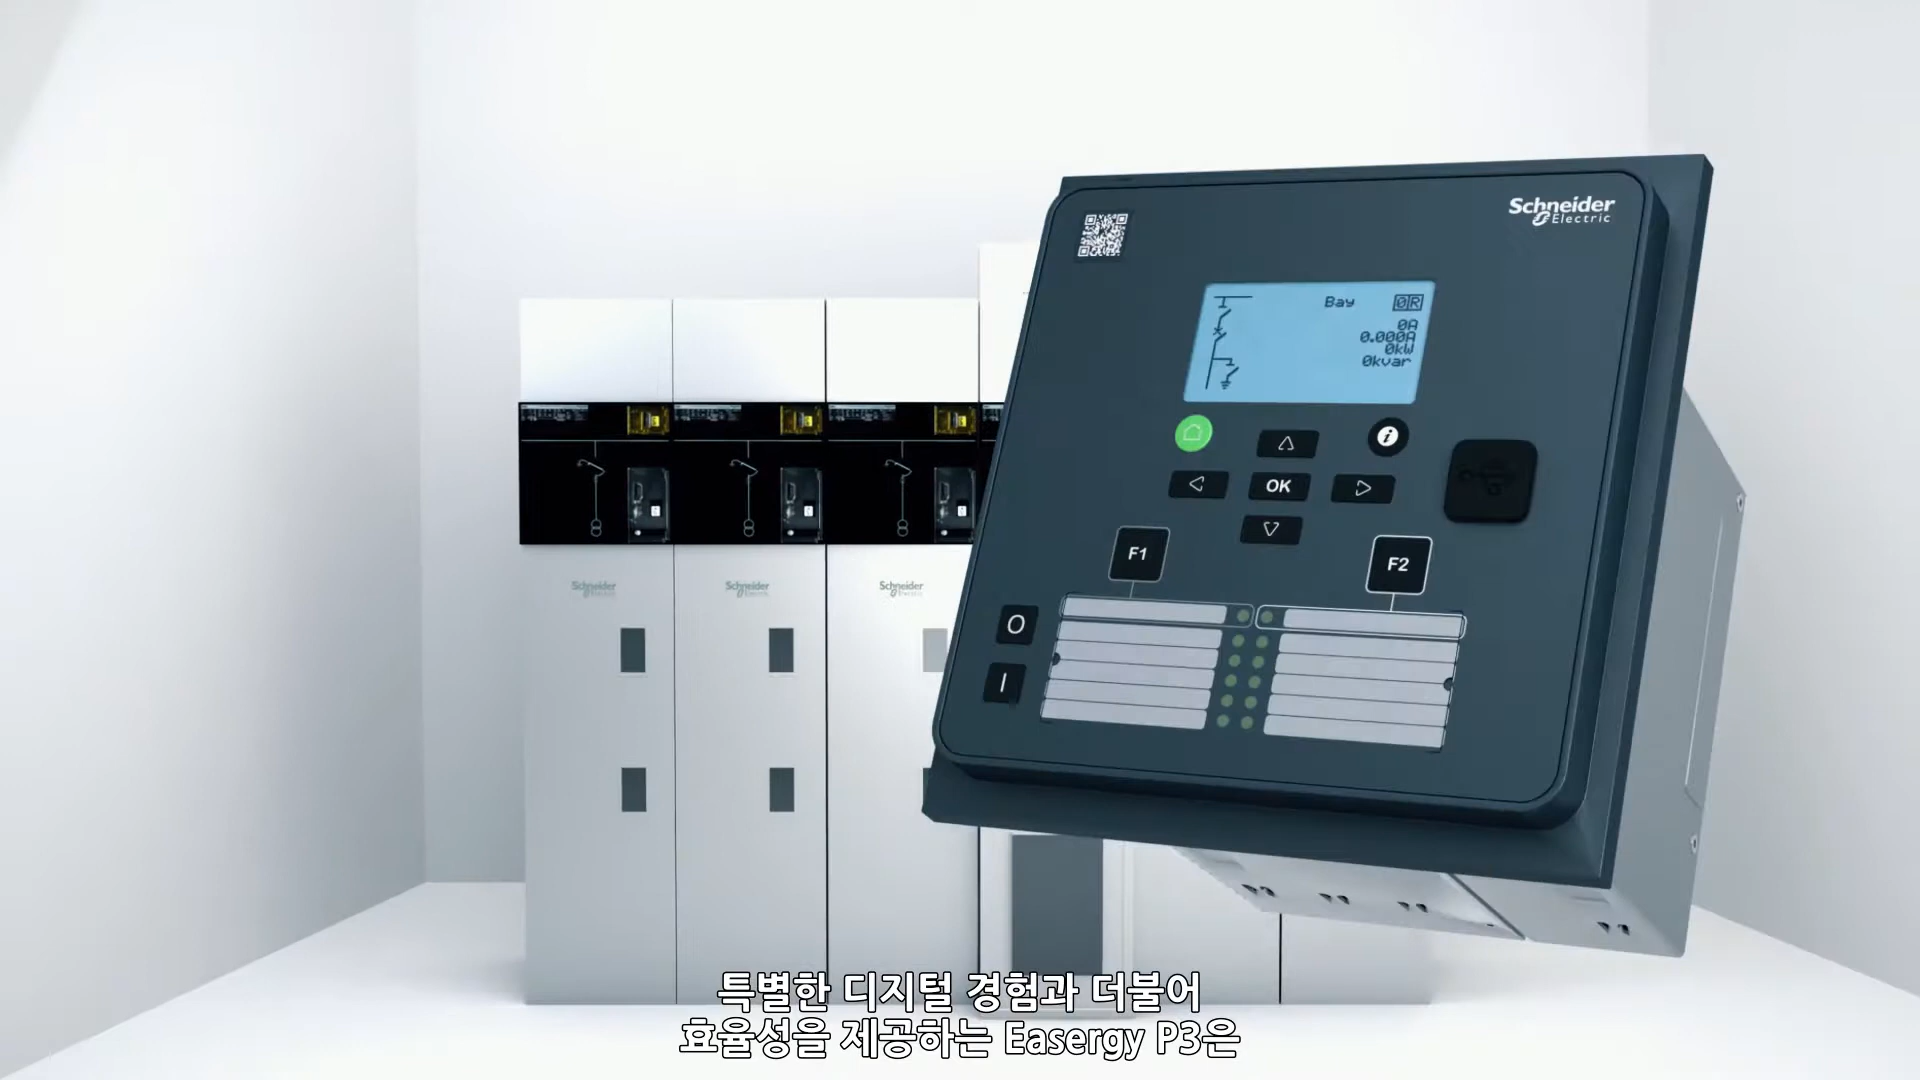 Schneider
Electric
Bay 0R
0A
0.000A
0kW
0kvar
i
OK
F1
F2
O
I
Schneider
Electric
Schneider
Electric
Schneider
Electric
특별한 디지털 경험과 더불어
효율성을 제공하는 Easergy P3은